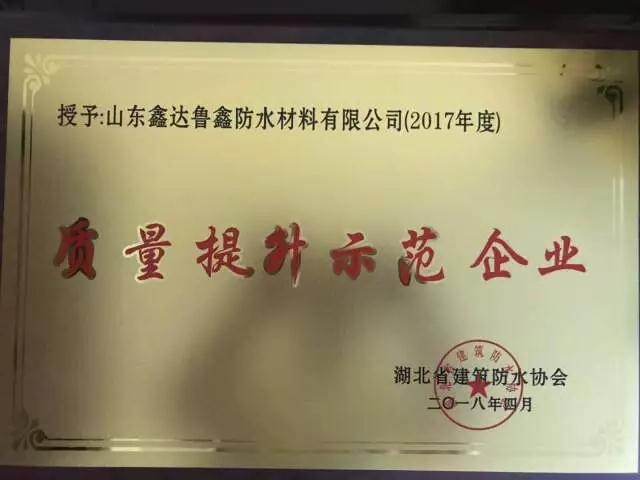 授予:山东鑫达鲁鑫防水材料有限公司(2017年度)
质量提升示范企业
湖北省建筑防水协会
二〇一八年四月